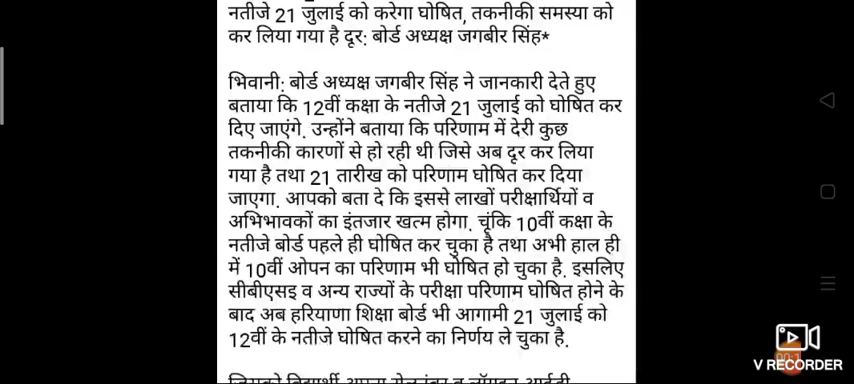 नतीजे 21 जुलाई को करेगा घोषित, तकनीकी समस्या को
कर लिया गया है दूर: बोर्ड अध्यक्ष जगबीर सिंह*
भिवानी: बोर्ड अध्यक्ष जगबीर सिंह ने जानकारी देते हुए
बताया कि 12वीं कक्षा के नतीजे 21 जुलाई को घोषित कर
दिए जाएंगे. उन्होंने बताया कि परिणाम में देरी कुछ
तकनीकी कारणों से हो रही थी जिसे अब दूर कर लिया
गया है तथा 21 तारीख को परिणाम घोषित कर दिया
जाएगा. आपको बता दे कि इससे लाखों परीक्षार्थियों व
अभिभावकों का इंतजार खत्म होगा. चूंकि 10वीं कक्षा के
नतीजे बोर्ड पहले ही घोषित कर चुका है तथा अभी हाल ही
में 10वीं ओपन का परिणाम भी घोषित हो चुका है. इसलिए
सीबीएसइ व अन्य राज्यों के परीक्षा परिणाम घोषित होने के
बाद अब हरियाणा शिक्षा बोर्ड भी आगामी 21 जुलाई को
12वीं के नतीजे घोषित करने का निर्णय ले चुका है.
V RECORDER